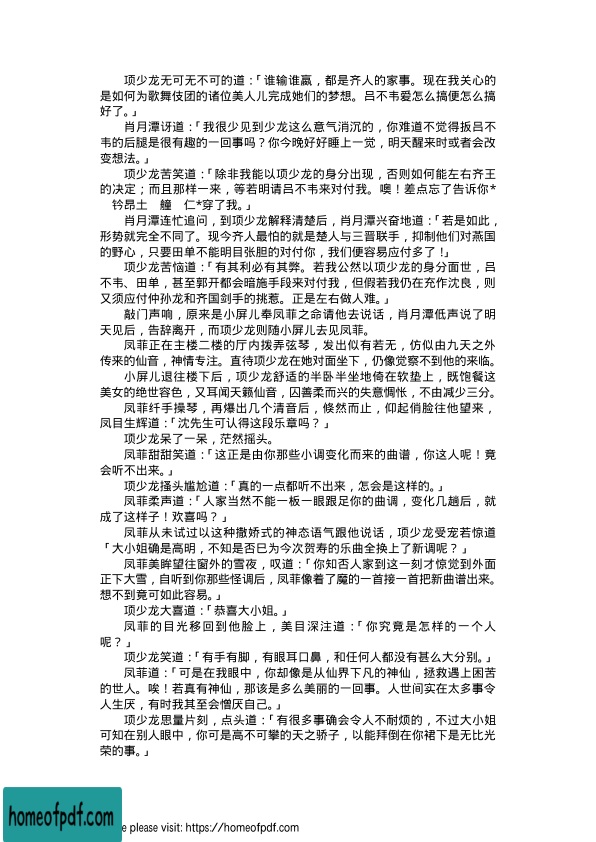 项少龙无可无不可的道：「谁输谁嬴，都是齐人的家事。现在我关心的
是如何为歌舞伎团的诸位美人儿完成她们的梦想。吕不韦爱怎么搞便怎么搞
好了。」
肖月潭讶道：「我很少见到少龙这么意气消沉的，你难道不觉得扳吕不
韦的后腿是很有趣的一回事吗？你今晚好好睡上一觉，明天醒来时或者会改
变想法。」
项少龙苦笑道：「除非我能以项少龙的身分出现，否则如何能左右齐王
的决定；而且那样一来，等若明请吕不韦来对付我。噢！差点忘了告诉你*
钤昂土　艟　仁*穿了我。」
肖月潭连忙追问，到项少龙解释清楚后，肖月潭兴奋地道：「若是如此，
形势就完全不同了。现今齐人最怕的就是楚人与三晋联手，抑制他们对燕国
的野心，只要田单不能明目张胆的对付你，我们便容易应付多了！」
项少龙苦恼道：「有其利必有其弊。若我公然以项少龙的身分面世，吕
不韦、田单，甚至郭开都会暗施手段来对付我，但假若我仍在充作沈良，则
又须应付仲孙龙和齐国剑手的挑惹。正是左右做人难。」
敲门声响，原来是小屏儿奉凤菲之命请他去说话，肖月潭低声说了明
天见后，告辞离开，而项少龙则随小屏儿去见凤菲。
凤菲正在主楼二楼的厅内拨弄弦琴，发出似有若无，仿似由九天之外
传来的仙音，神情专注。直待项少龙在她对面坐下，仍像觉察不到他的来临。
小屏儿退往楼下后，项少龙舒适的半卧半坐地倚在软垫上，既饱餐这
美女的绝世容色，又耳闻天籁仙音，囚善柔而兴的失意惆怅，不由减少三分。
凤菲纤手操琴，再爆出几个清音后，倏然而止，仰起俏脸往他望来，
凤目生辉道：「沈先生可认得这段乐章吗？」
项少龙呆了一呆，茫然摇头。
凤菲甜甜笑道：「这正是由你那些小调变化而来的曲谱，你这人呢！竟
会听不出来。」
项少龙搔头尴尬道：「真的一点都听不出来，怎会是这样的。」
凤菲柔声道：「人家当然不能一板一眼跟足你的曲调，变化几趟后，就
成了这样子！欢喜吗？」
凤菲从未试过以这种撒娇式的神态语气跟他说话，项少龙受宠若惊道
「大小姐确是高明，不知是否已为今次贺寿的乐曲全换上了新调呢？」
凤菲美眸望往窗外的雪夜，叹道：「你知否人家到这一刻才惊觉到外面
正下大雪，自听到你那些怪调后，凤菲像着了魔的一首接一首把新曲谱出来。
想不到竟可如此容易。」
项少龙大喜道：「恭喜大小姐。」
凤菲的目光移回到他脸上，美目深注道：「你究竟是怎样的一个人
呢？」
项少龙笑道：「有手有脚，有眼耳口鼻，和任何人都没有甚么大分别。」
凤菲道：「可是在我眼中，你却像是从仙界下凡的神仙，拯救遇上困苦
的世人。唉！若真有神仙，那该是多么美丽的一回事。人世间实在太多事令
人生厌，有时我其至会憎厌自己。」
项少龙思量片刻，点头道：「有很多事确会令人不耐烦的，不过大小姐
可知在别人眼中，你可是高不可攀的天之骄子，以能拜倒在你裙下是无比光
荣的事。」
homeofpdf.com
e please visit: https://homeofpdf.com